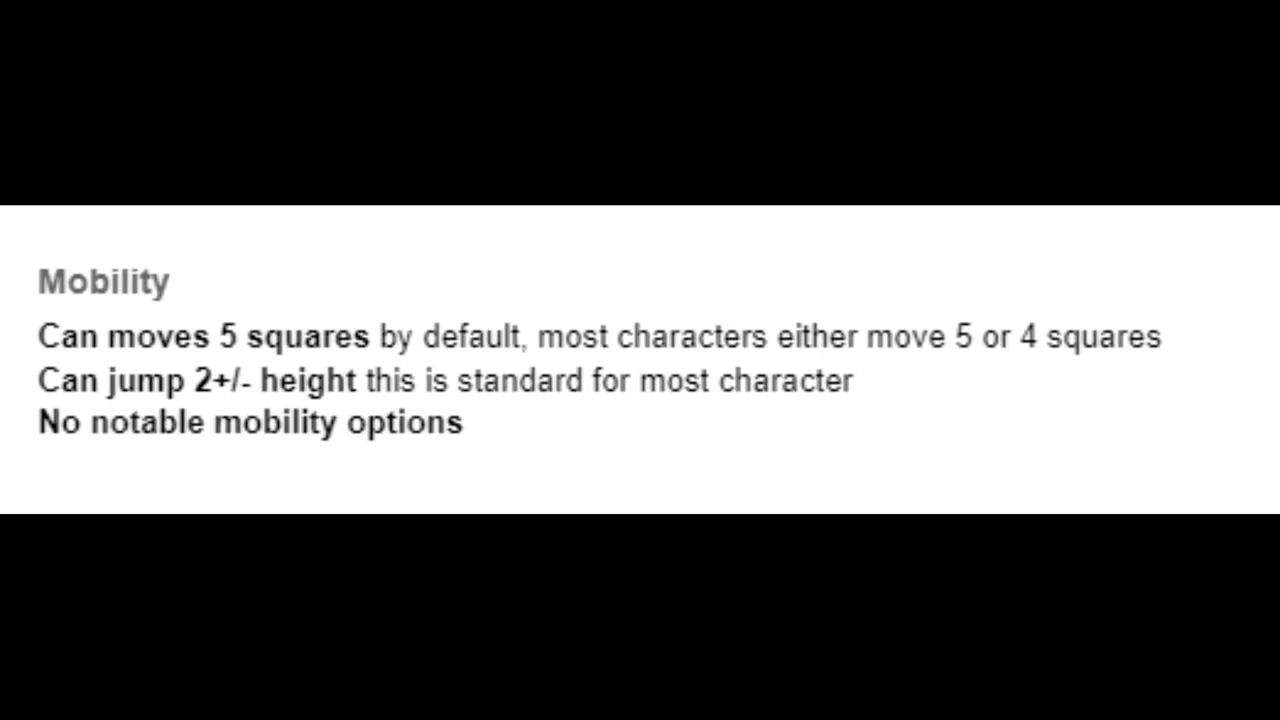 Mobility
Can moves 5 squares by default, most characters either move 5 or 4 squares
Can jump 2+/- height this is standard for most character
No notable mobility options